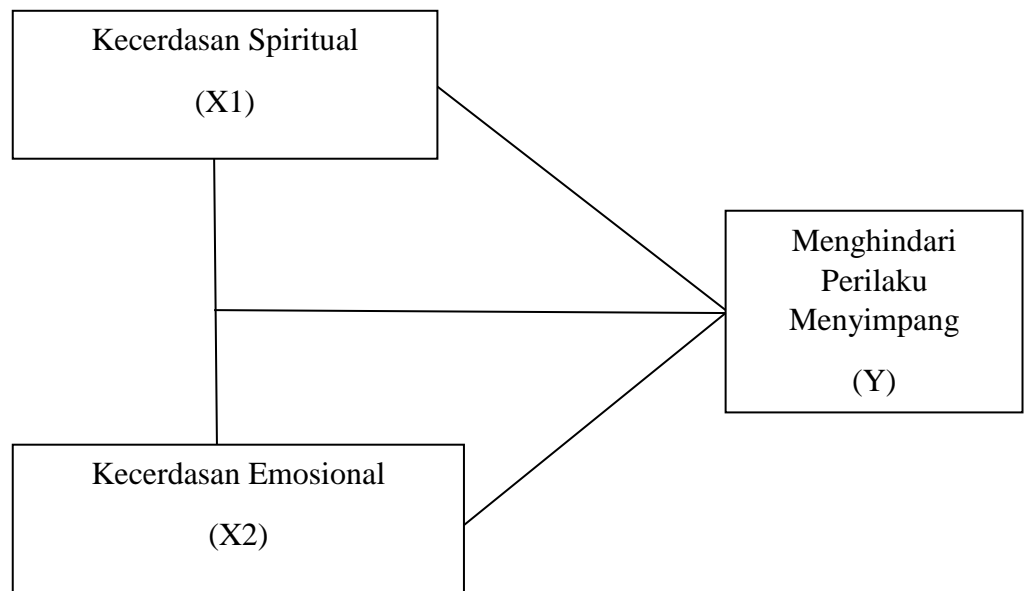 Kecerdasan Spiritual
(X1)
Menghindari
Perilaku
Menyimpang
(Y)
Kecerdasan Emosional
(X2)